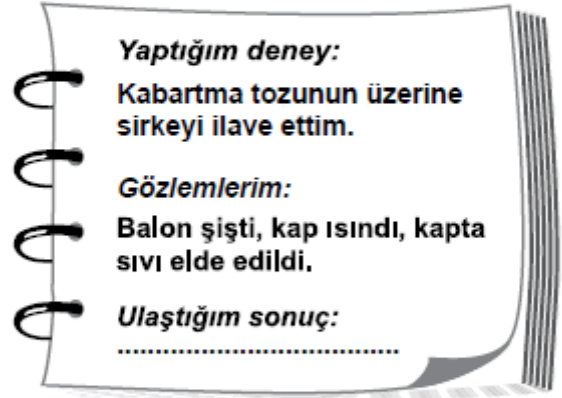 Yaptığım deney:
Kabartma tozunun üzerine
sirkeyi ilave ettim.
Gözlemlerim:
Balon şişti, kap ısındı, kapta
sıvı elde edildi.
Ulaştığım sonuç:
.....................................